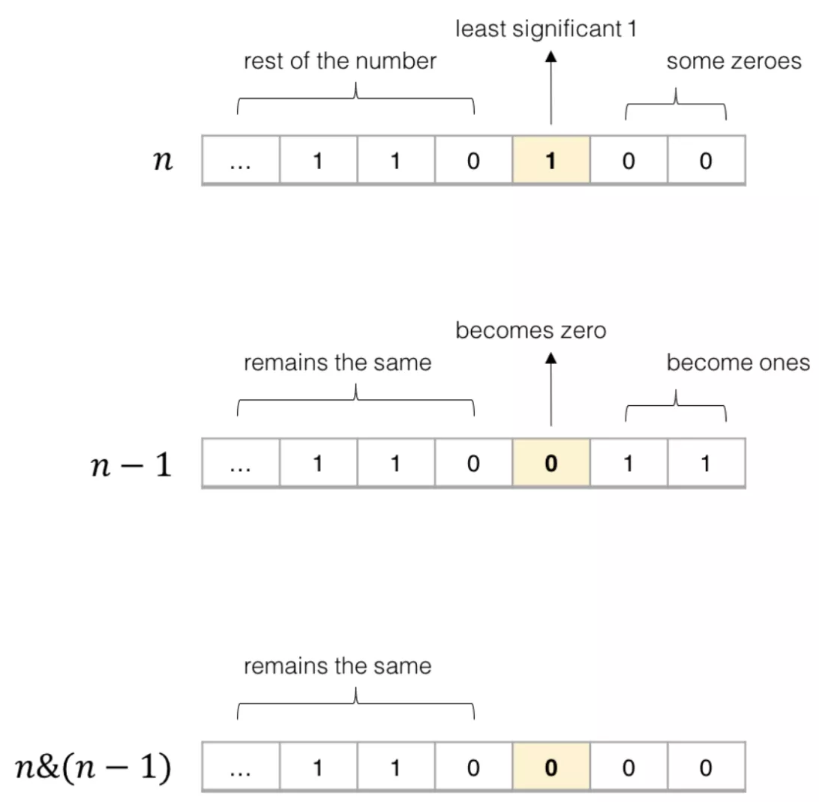 least significant 1
rest of the number some zeroes
n ... 1 1 0 1 0 0
becomes zero
remains the same become ones
n − 1 ... 1 1 0 0 1 1
remains the same
n&(n − 1) ... 1 1 0 0 0 0